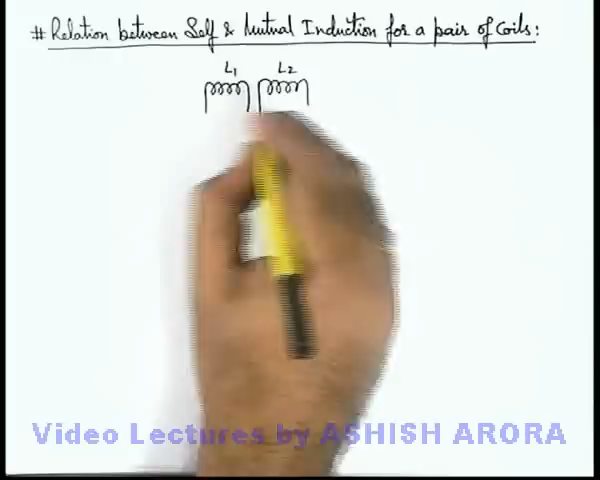 # Relation between Self & Mutual Induction for a pair of Coils:
L1 L2
Video Lectures by ASHISH ARORA